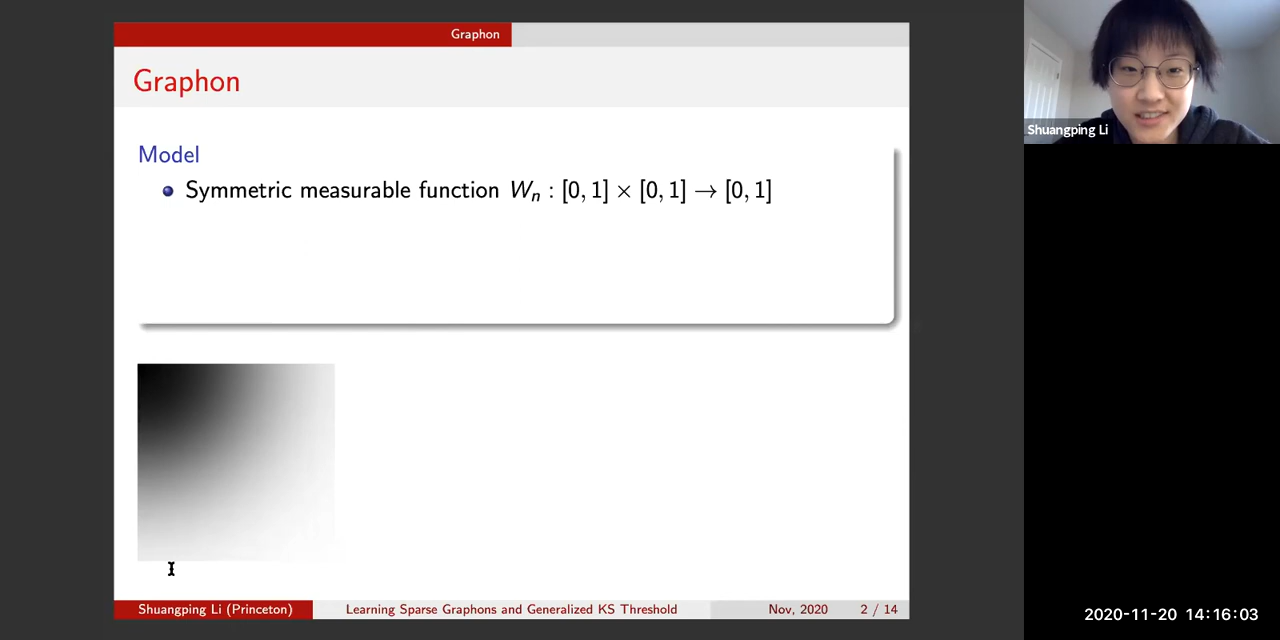 Graphon
Graphon
Model
Symmetric measurable function Wₙ : [0, 1] × [0, 1] → [0, 1]
Shuangping Li (Princeton) Learning Sparse Graphons and Generalized KS Threshold Nov, 2020 2 / 14
Shuangping Li
2020-11-20 14:16:03